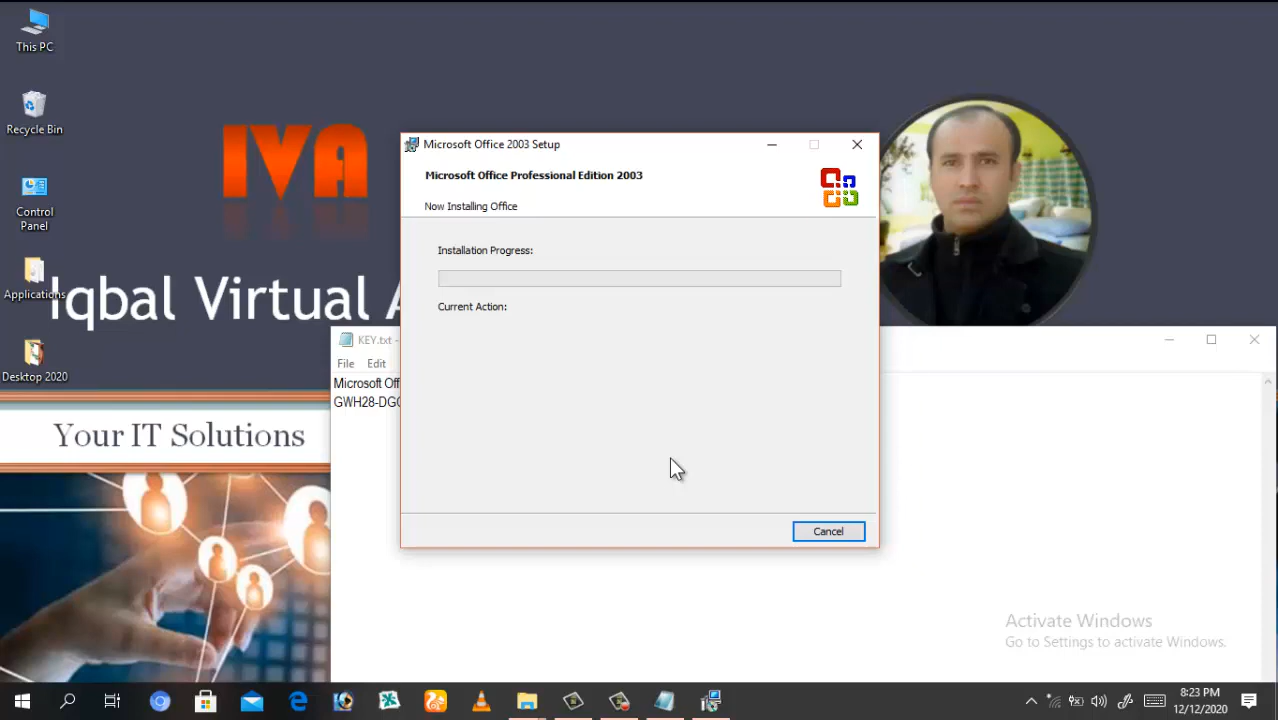 This PC
Recycle Bin
Control
Panel
Applications
Desktop 2020
IVA
Iqbal Virtual
Your IT Solutions
Microsoft Office 2003 Setup
Microsoft Office Professional Edition 2003
Now Installing Office
Installation Progress:
Current Action:
Cancel
KEY.txt -
File Edit
Microsoft Off
GWH28-DGC
Activate Windows
Go to Settings to activate Windows.
8:23 PM
12/12/2020